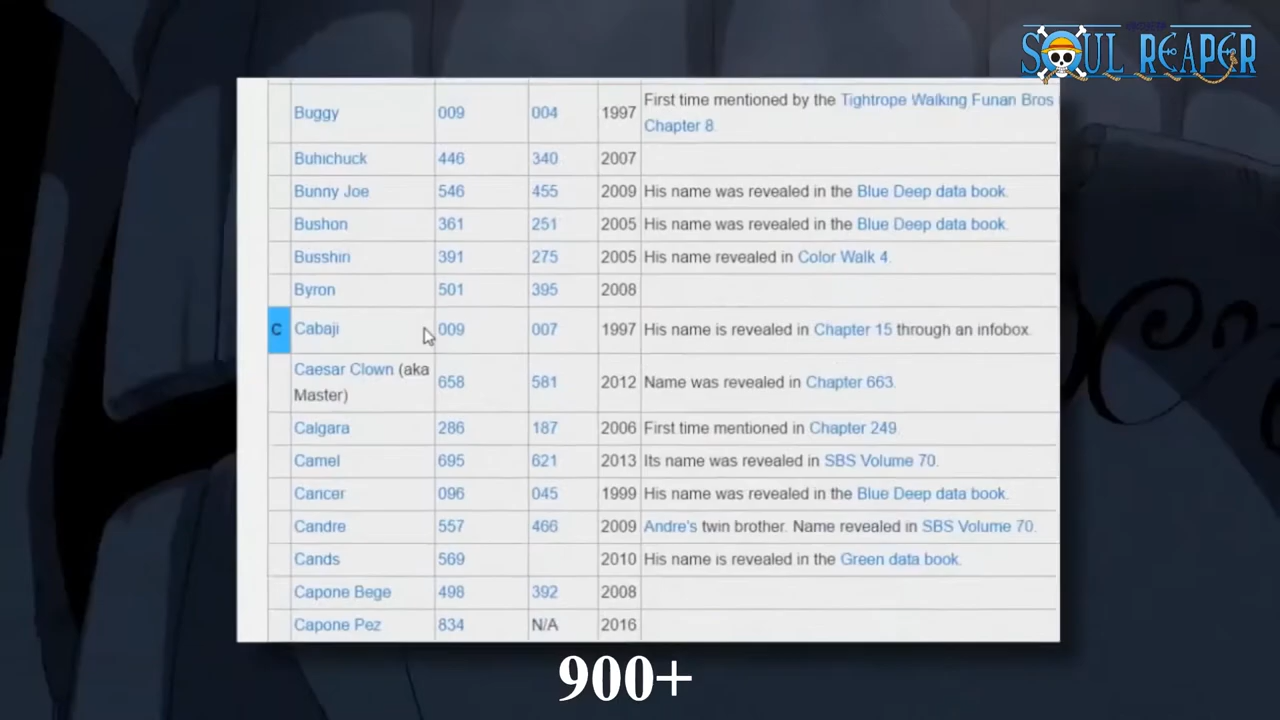 SOUL REAPER
Buggy 009 004 1997 First time mentioned by the Tightrope Walking Funan Bros
Chapter 8.
Buhichuck 446 340 2007
Bunny Joe 546 455 2009 His name was revealed in the Blue Deep data book.
Bushon 361 251 2005 His name was revealed in the Blue Deep data book.
Busshin 391 275 2005 His name revealed in Color Walk 4.
Byron 501 395 2008
C Cabaji 009 007 1997 His name is revealed in Chapter 15 through an infobox.
Caesar Clown (aka
Master) 658 581 2012 Name was revealed in Chapter 663.
Calgara 286 187 2006 First time mentioned in Chapter 249.
Camel 695 621 2013 Its name was revealed in SBS Volume 70.
Cancer 096 045 1999 His name was revealed in the Blue Deep data book.
Candre 557 466 2009 Andre's twin brother. Name revealed in SBS Volume 70.
Cands 569 2010 His name is revealed in the Green data book.
Capone Bege 498 392 2008
Capone Pez 834 N/A 2016
900+